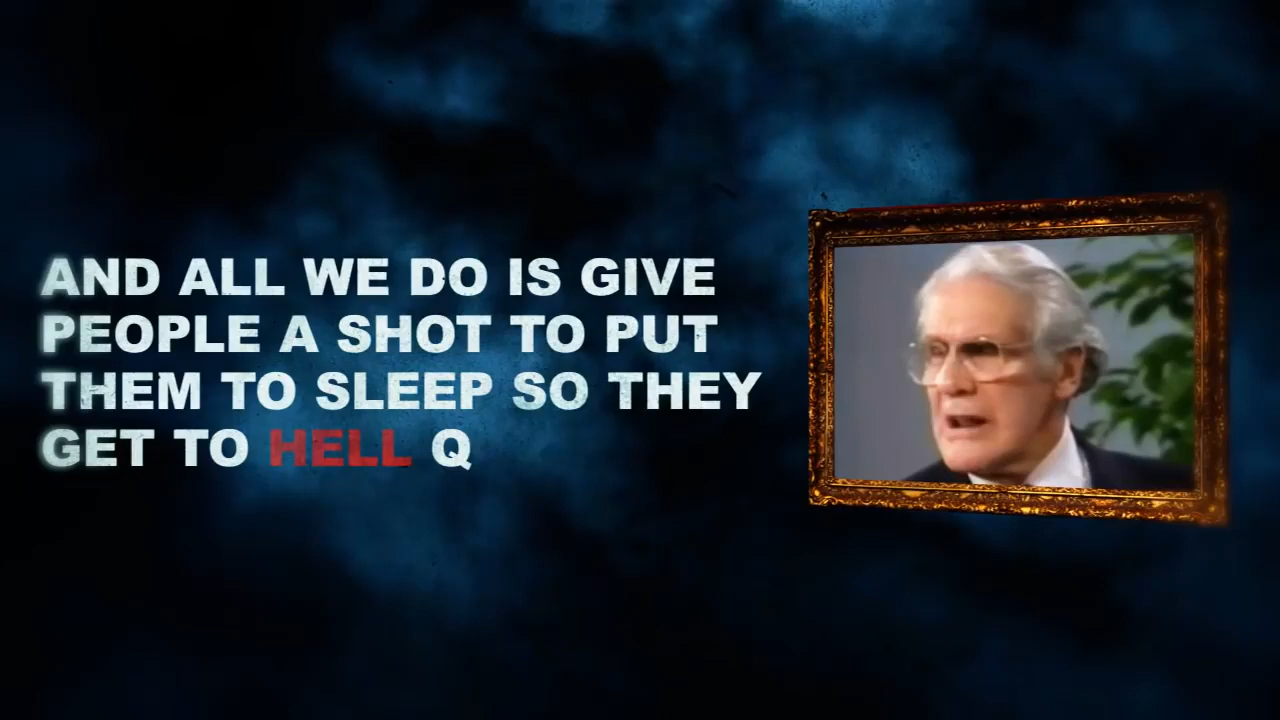 AND ALL WE DO IS GIVE
PEOPLE A SHOT TO PUT
THEM TO SLEEP SO THEY
GET TO HELL Q